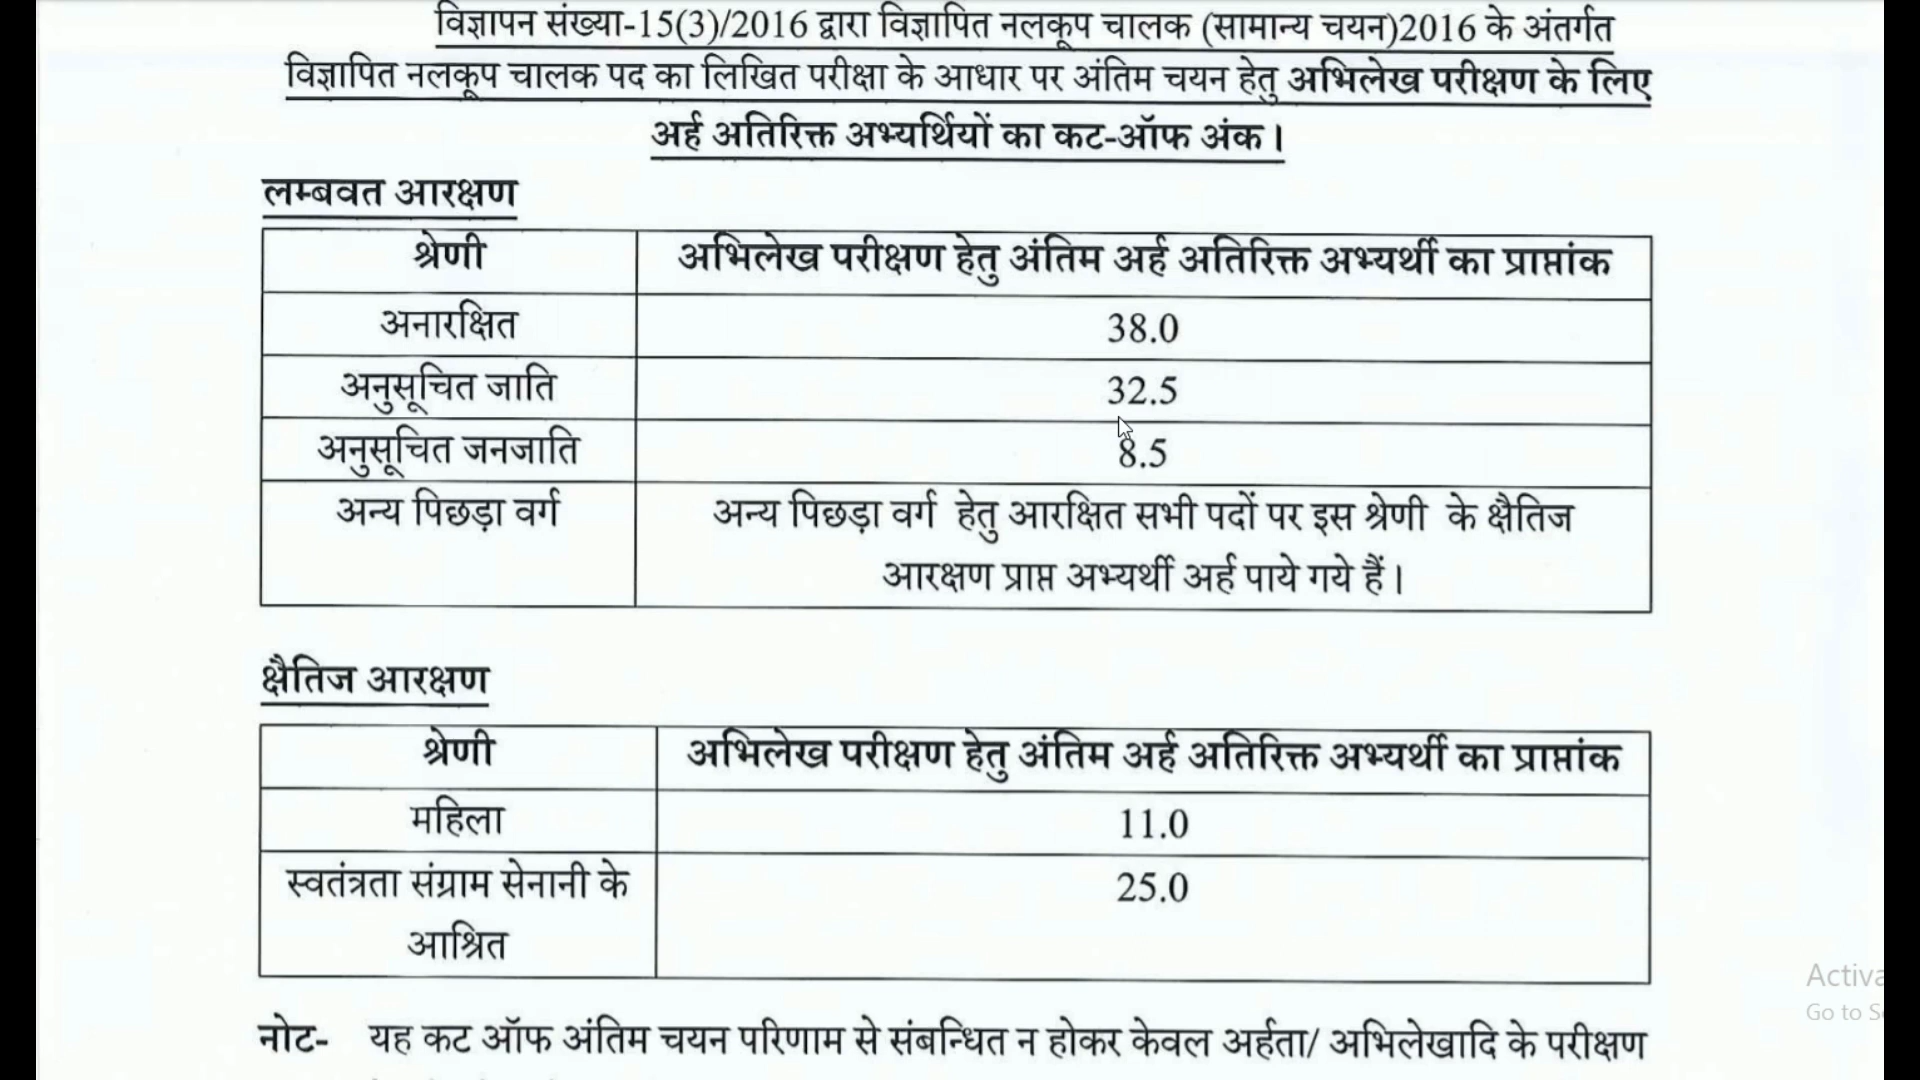 विज्ञापन संख्या-15(3)/2016 द्वारा विज्ञापित नलकूप चालक (सामान्य चयन)2016 के अंतर्गत
विज्ञापित नलकूप चालक पद का लिखित परीक्षा के आधार पर अंतिम चयन हेतु अभिलेख परीक्षण के लिए
अर्ह अतिरिक्त अभ्यर्थियों का कट-ऑफ अंक।
लम्बवत आरक्षण
श्रेणी अभिलेख परीक्षण हेतु अंतिम अर्ह अतिरिक्त अभ्यर्थी का प्राप्तांक
अनारक्षित 38.0
अनुसूचित जाति 32.5
अनुसूचित जनजाति 8.5
अन्य पिछड़ा वर्ग अन्य पिछड़ा वर्ग हेतु आरक्षित सभी पदों पर इस श्रेणी के क्षैतिज
आरक्षण प्राप्त अभ्यर्थी अर्ह पाये गये हैं।
क्षैतिज आरक्षण
श्रेणी अभिलेख परीक्षण हेतु अंतिम अर्ह अतिरिक्त अभ्यर्थी का प्राप्तांक
महिला 11.0
स्वतंत्रता संग्राम सेनानी के 25.0
आश्रित
Activa
Go to S
नोट- यह कट ऑफ अंतिम चयन परिणाम से संबन्धित न होकर केवल अर्हता/ अभिलेखादि के परीक्षण